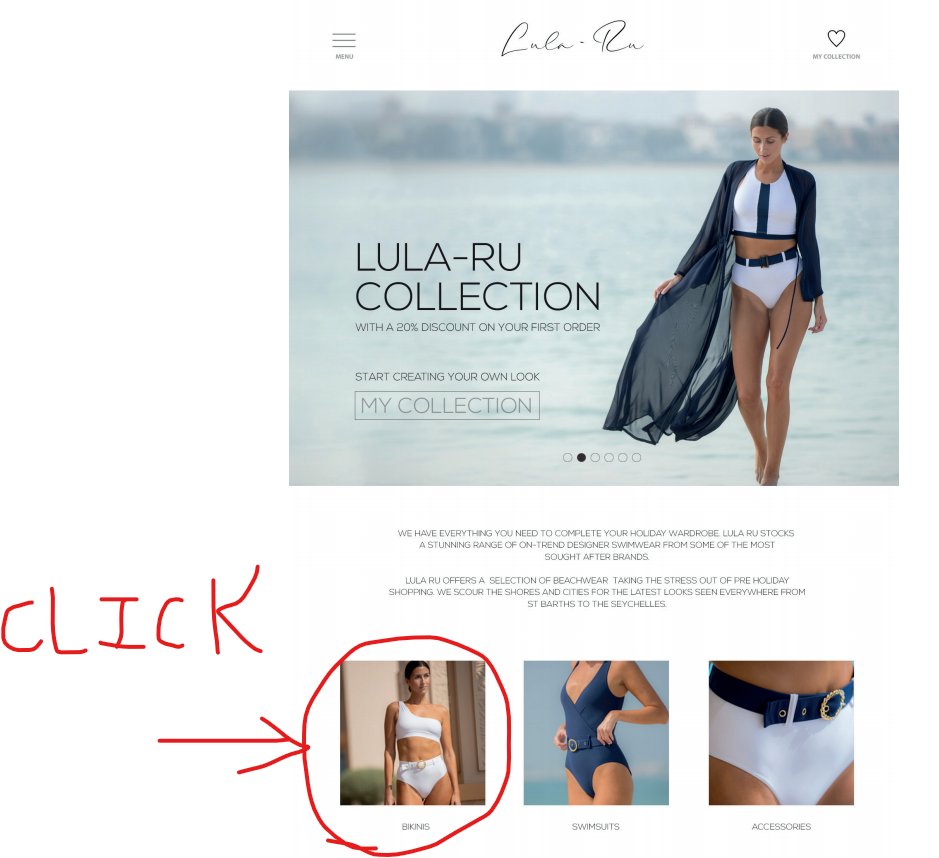 Lula-Ru
MENU
MY COLLECTION
LULA-RU
COLLECTION
WITH A 20% DISCOUNT ON YOUR FIRST ORDER
START CREATING YOUR OWN LOOK
MY COLLECTION
WE HAVE EVERYTHING YOU NEED TO COMPLETE YOUR HOLIDAY WARDROBE. LULA RU STOCKS
A STUNNING RANGE OF ON-TREND DESIGNER SWIMWEAR FROM SOME OF THE MOST
SOUGHT AFTER BRANDS.
LULA RU OFFERS A SELECTION OF BEACHWEAR TAKING THE STRESS OUT OF PRE HOLIDAY
SHOPPING. WE SCOUR THE SHORES AND CITIES FOR THE LATEST LOOKS SEEN EVERYWHERE FROM
ST BARTHS TO THE SEYCHELLES.
CLICK
BIKINIS
SWIMSUITS
ACCESSORIES